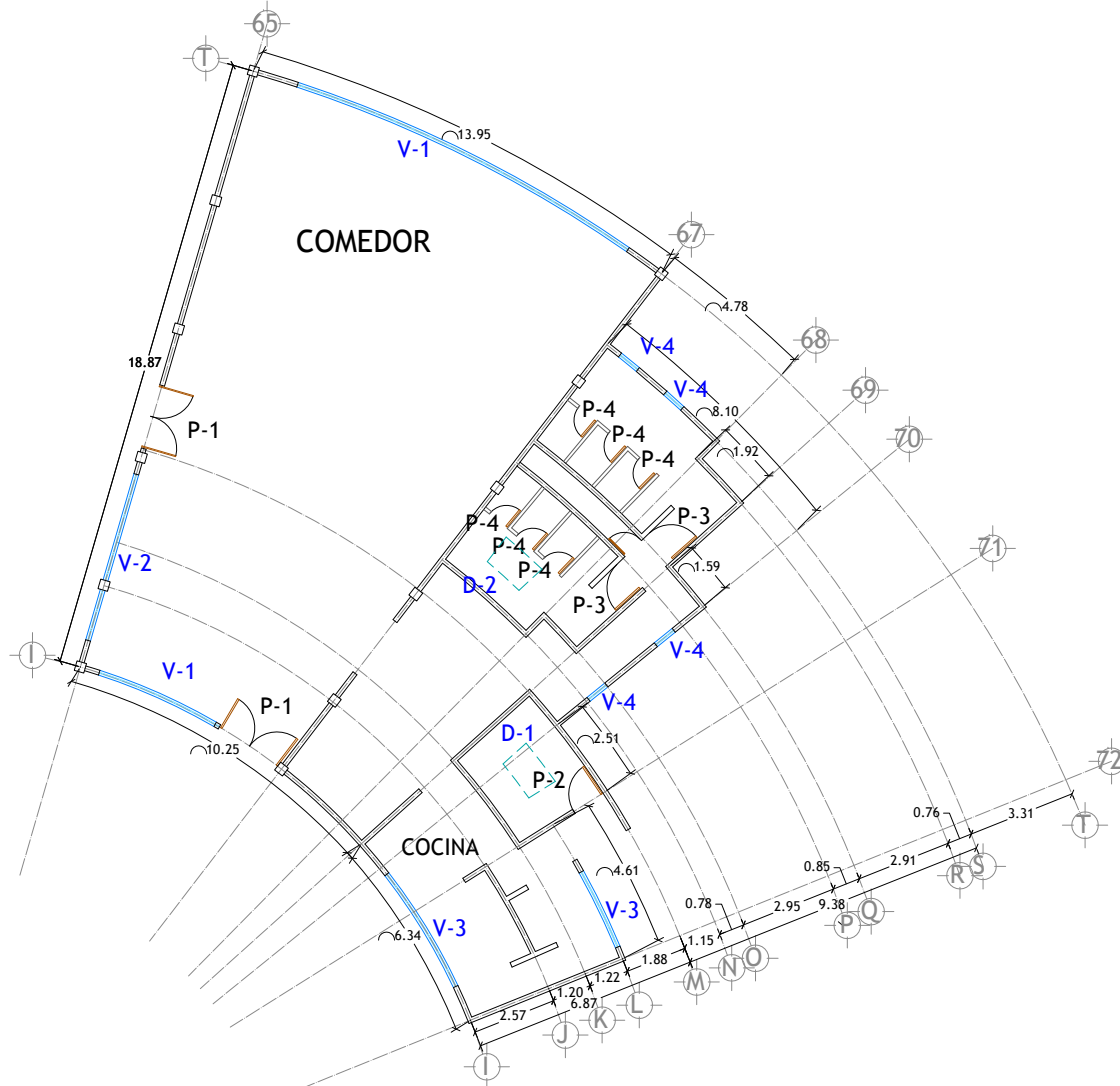 65
T
13.95
V-1
COMEDOR
67
4.78
68
V-4
18.87
69
V-4
8.10
P-4
P-1
70
P-4
1.92
P-4
P-4
P-3
P-4
71
V-2
P-4
1.59
D-2
P-3
I
V-4
V-1
V-4
P-1
D-1
2.51
10.25
72
P-2
0.76
3.31
T
COCINA
2.91
S
0.85
R
4.61
0.78
2.95
9.38
V-3
Q
V-3
P
6.34
1.15
O
1.88
N
M
1.22
1.20
L
6.87
2.57
K
J
I